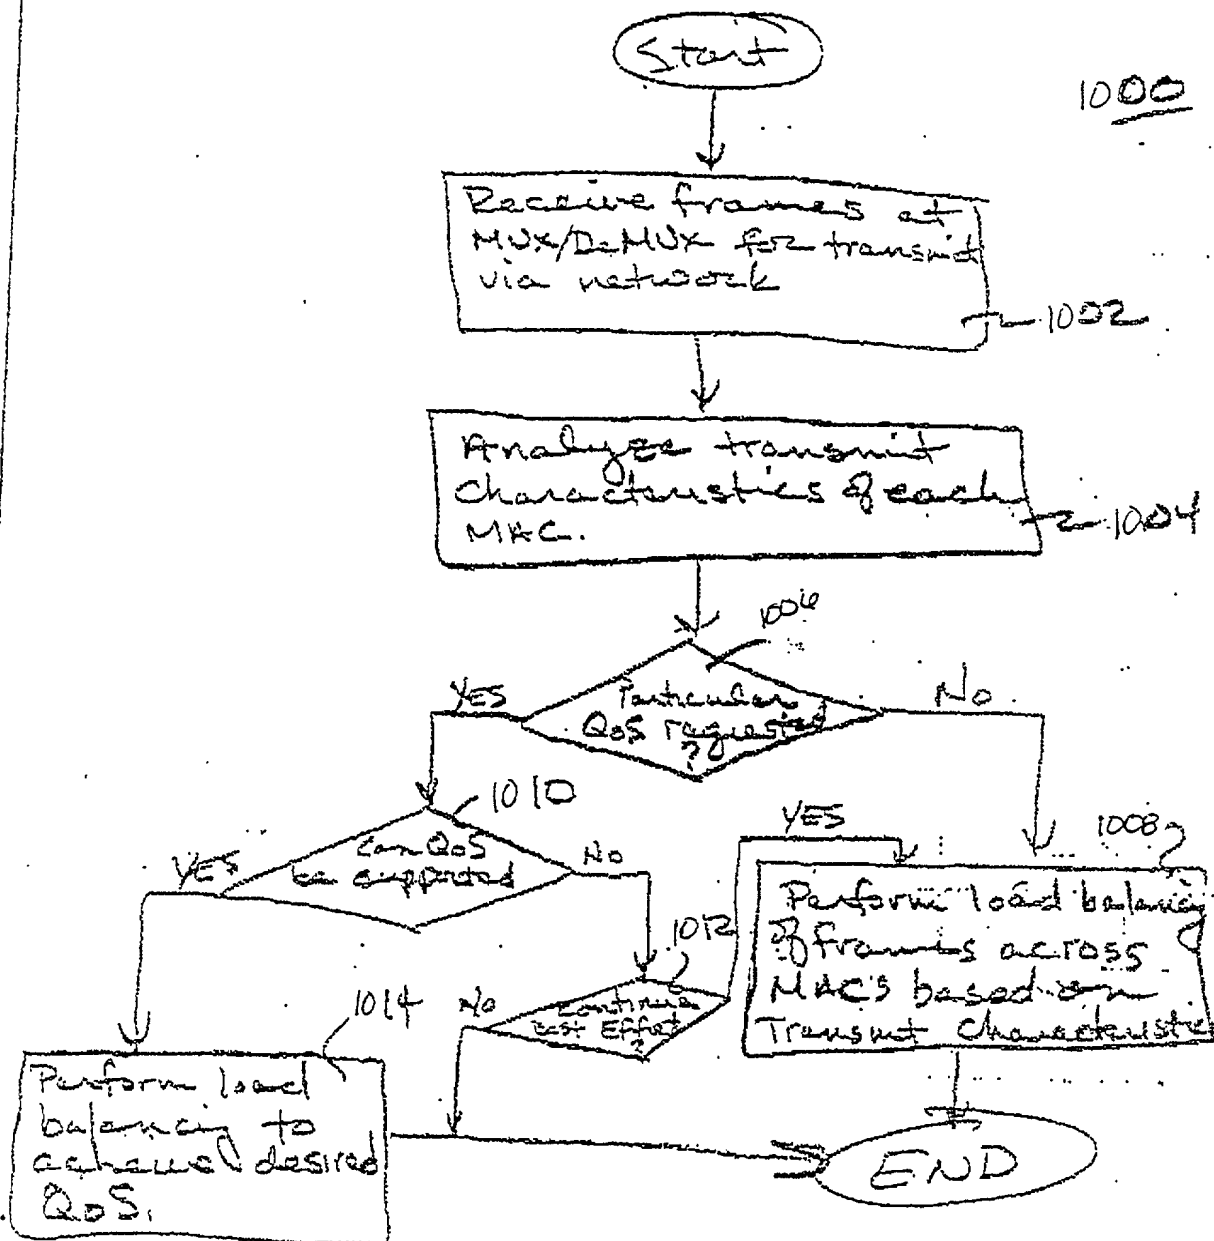 Start
1000
Receive frames at
MUX/DeMUX for transmit
via network
1002
Analyze transmit
characteristics of each
MAC.
1004
1006
YES
Particular
QoS requested
?
No
1010
YES
Can QoS
be supported
No
YES
1008
Perform load balancing
of frames across
MAC's based on
Transmit Characteristic
1012
No
Continue
Best Effort
?
1014
Perform load
balancing to
achieve desired
QoS.
END